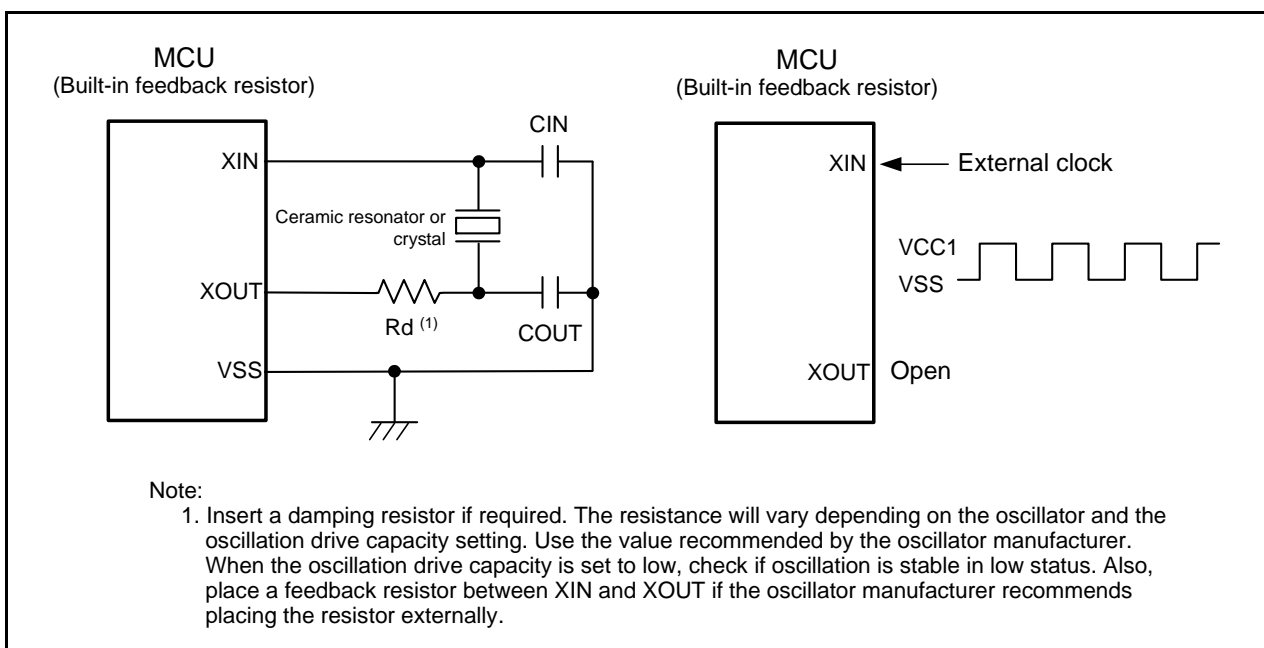 MCU
(Built-in feedback resistor)
XIN
CIN
Ceramic resonator or
crystal
XOUT
Rd (1)
COUT
VSS
MCU
(Built-in feedback resistor)
XIN
External clock
VCC1
VSS
XOUT
Open
Note:
1. Insert a damping resistor if required. The resistance will vary depending on the oscillator and the
oscillation drive capacity setting. Use the value recommended by the oscillator manufacturer.
When the oscillation drive capacity is set to low, check if oscillation is stable in low status. Also,
place a feedback resistor between XIN and XOUT if the oscillator manufacturer recommends
placing the resistor externally.